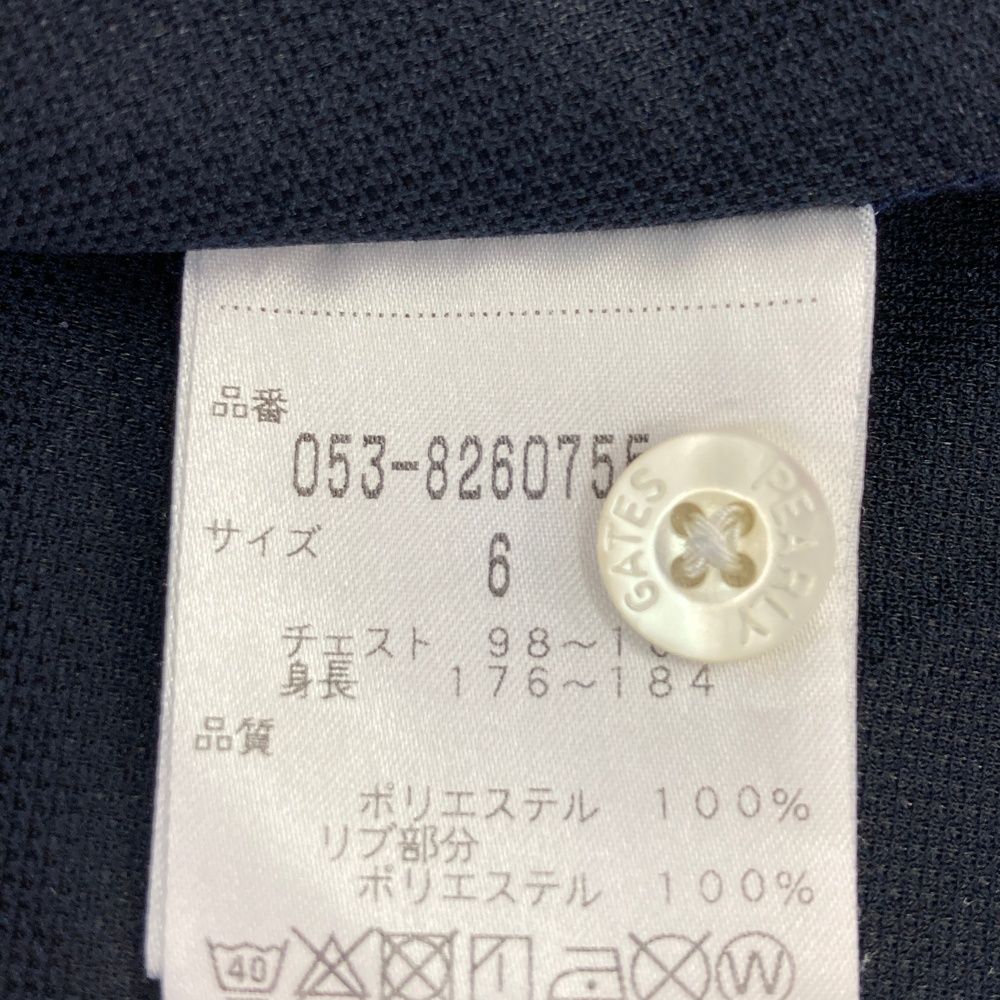 品番
053-8260755
サイズ
6
PEARLY GATES
チェスト 98～1
身長 176～184
品質
ポリエステル 100%
リブ部分
ポリエステル 100%
40
W